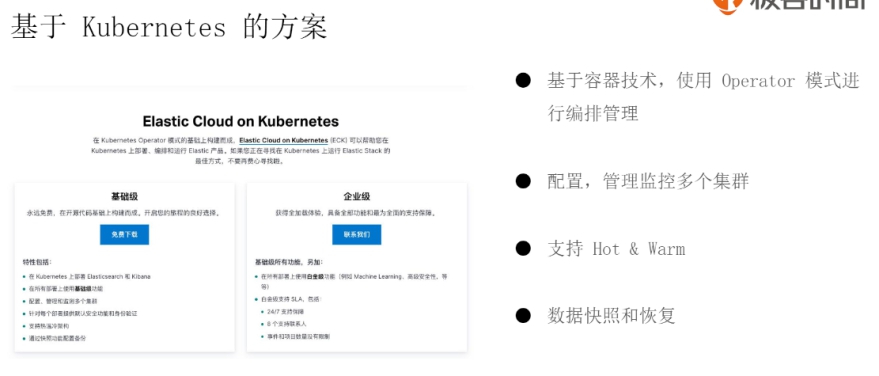 基于 Kubernetes 的方案
Elastic Cloud on Kubernetes
在 Kubernetes Operator 模式的基础上构建而成，Elastic Cloud on Kubernetes (ECK) 可以帮助您在
Kubernetes 上部署、编排和运行 Elastic 产品。如果您正在寻找在 Kubernetes 上运行 Elastic Stack 的
最佳方式，不要再费心寻找啦。
基础级
永远免费，在开源代码基础上构建而成。开启您的旅程的良好选择。
免费下载
特性包括：
在 Kubernetes 上部署 Elasticsearch 和 Kibana
在所有部署上使用基础级功能
配置、管理和监测多个集群
针对每个部署提供默认安全功能和身份验证
支持热温冷架构
通过快照功能配置备份
企业级
获得全加载体验，具备全部功能和最为全面的支持保障。
联系我们
基础级所有功能，另加：
在所有部署上使用白金级功能（例如 Machine Learning、高级安全性，等
等）
白金级支持 SLA，包括：
24/7 支持保障
8 个支持联系人
事件和项目数量没有限制
基于容器技术，使用 Operator 模式进
行编排管理
配置，管理监控多个集群
支持 Hot & Warm
数据快照和恢复